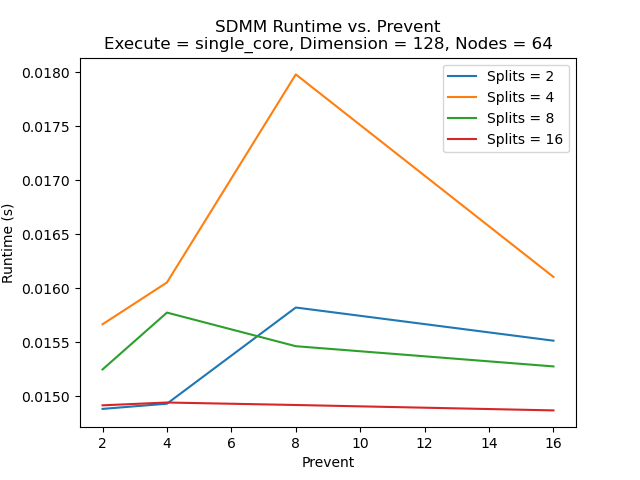 SDMM Runtime vs. Prevent
Execute = single_core, Dimension = 128, Nodes = 64
Splits = 2
Splits = 4
Splits = 8
Splits = 16
Runtime (s)
0.0180
0.0175
0.0170
0.0165
0.0160
0.0155
0.0150
2 4 6 8 10 12 14 16
Prevent